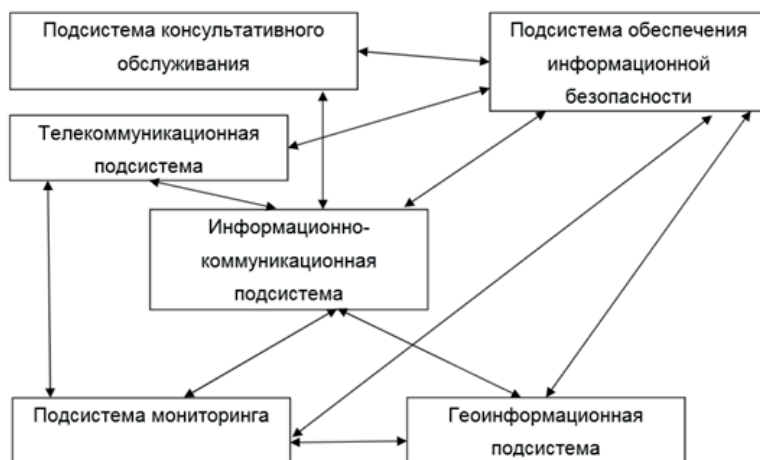 Подсистема консультативного
обслуживания
Подсистема обеспечения
информационной
безопасности
Телекоммуникационная
подсистема
Информационно-
коммуникационная
подсистема
Подсистема мониторинга
Геоинформационная
подсистема